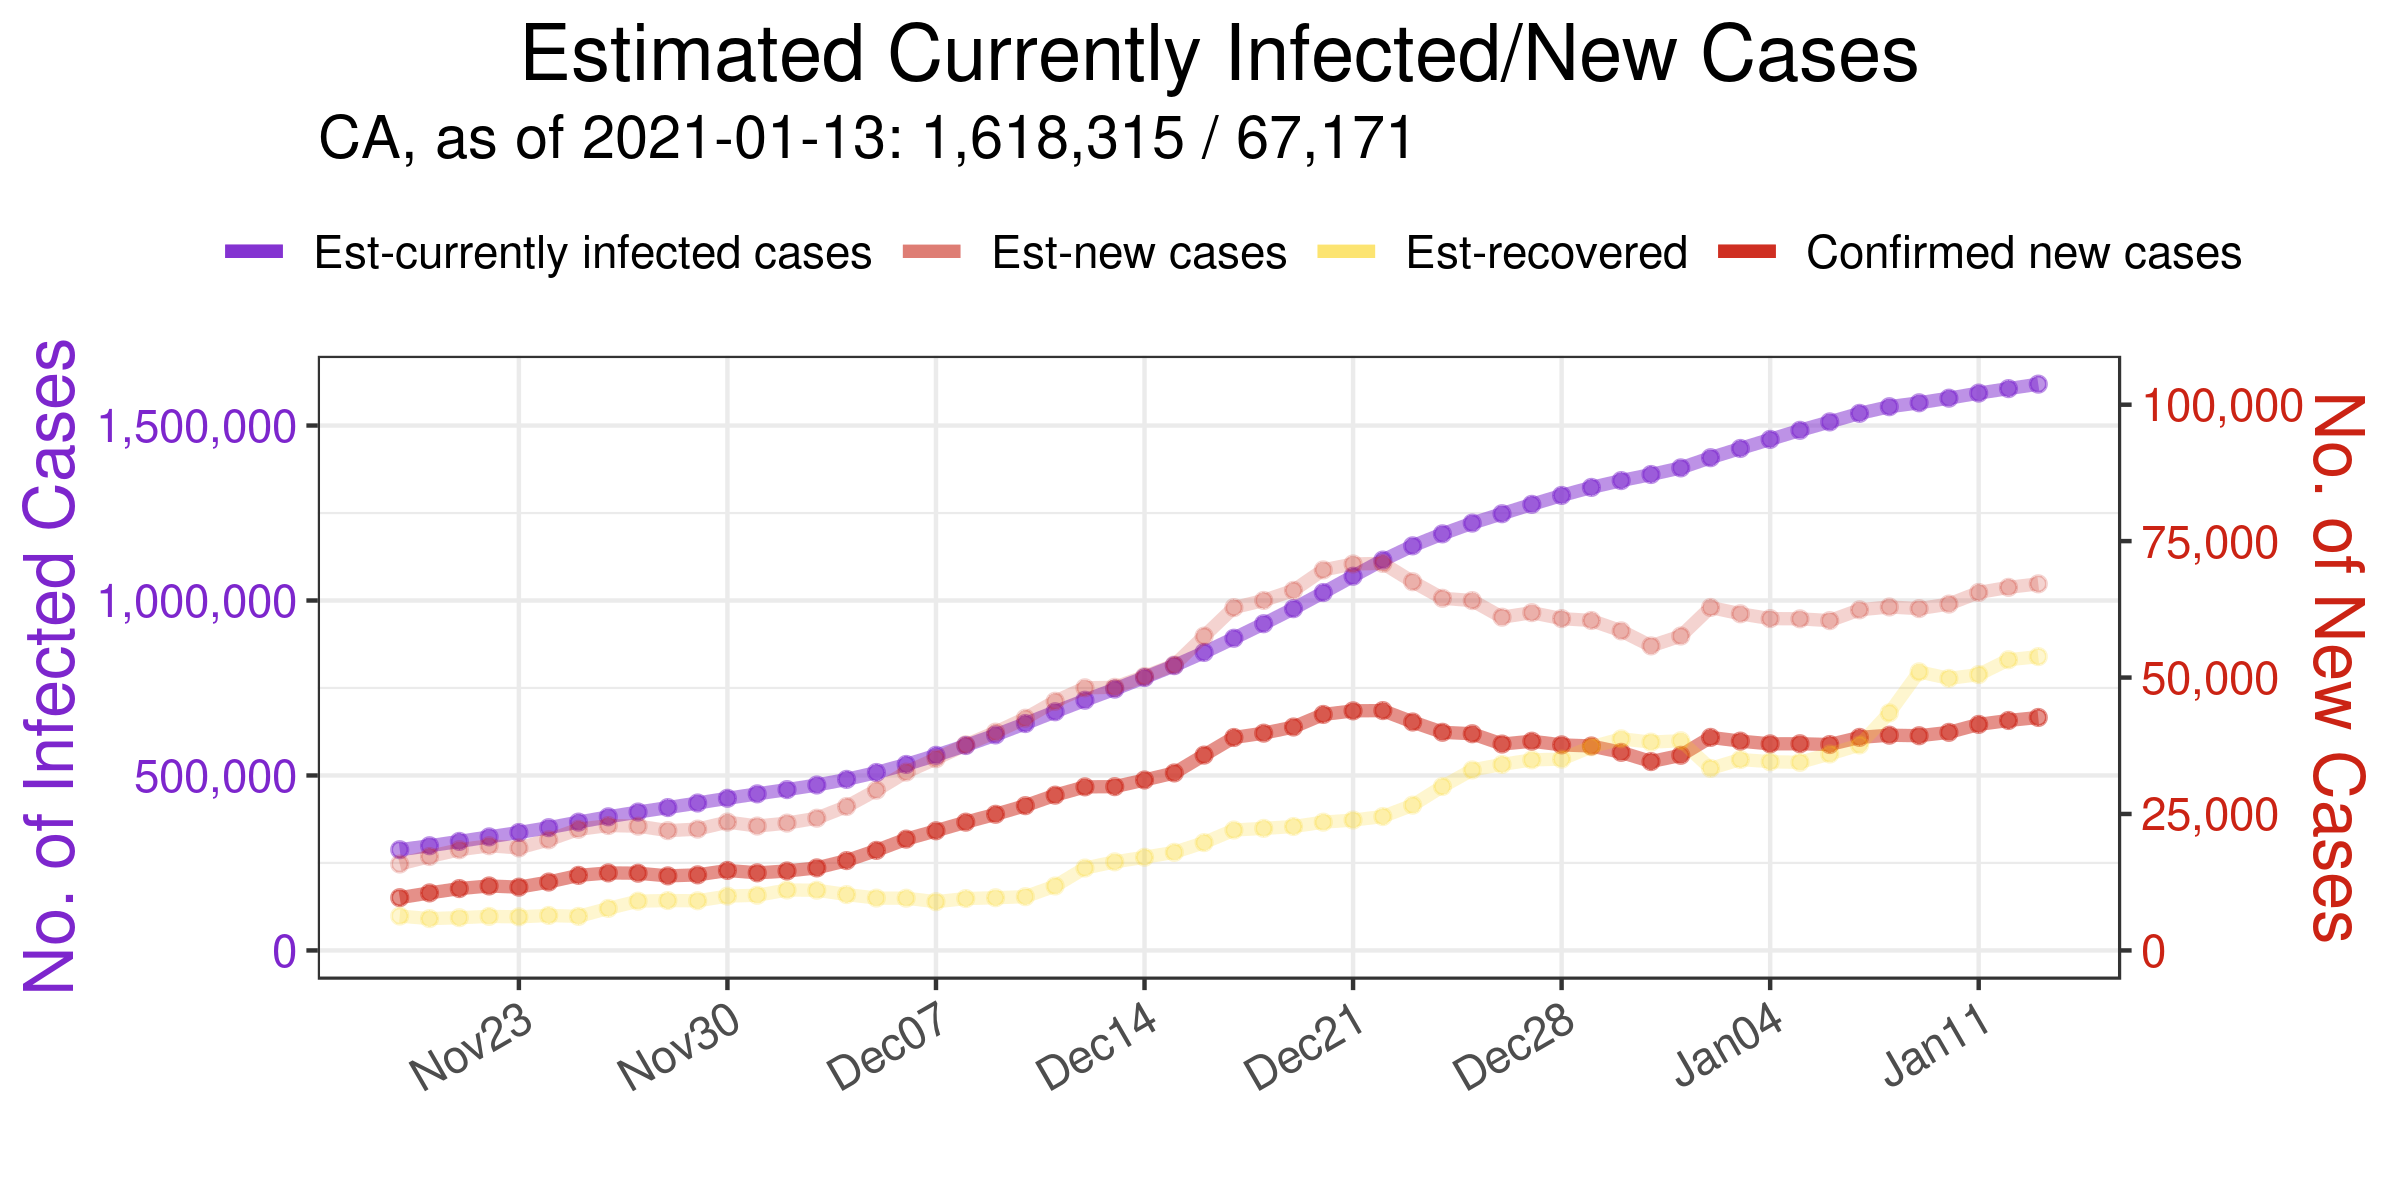 Estimated Currently Infected/New Cases
CA, as of 2021-01-13: 1,618,315 / 67,171
Est-currently infected cases
Est-new cases
Est-recovered
Confirmed new cases
No. of Infected Cases
1,500,000
1,000,000
500,000
0
100,000
75,000
50,000
25,000
0
No. of New Cases
Nov23
Nov30
Dec07
Dec14
Dec21
Dec28
Jan04
Jan11